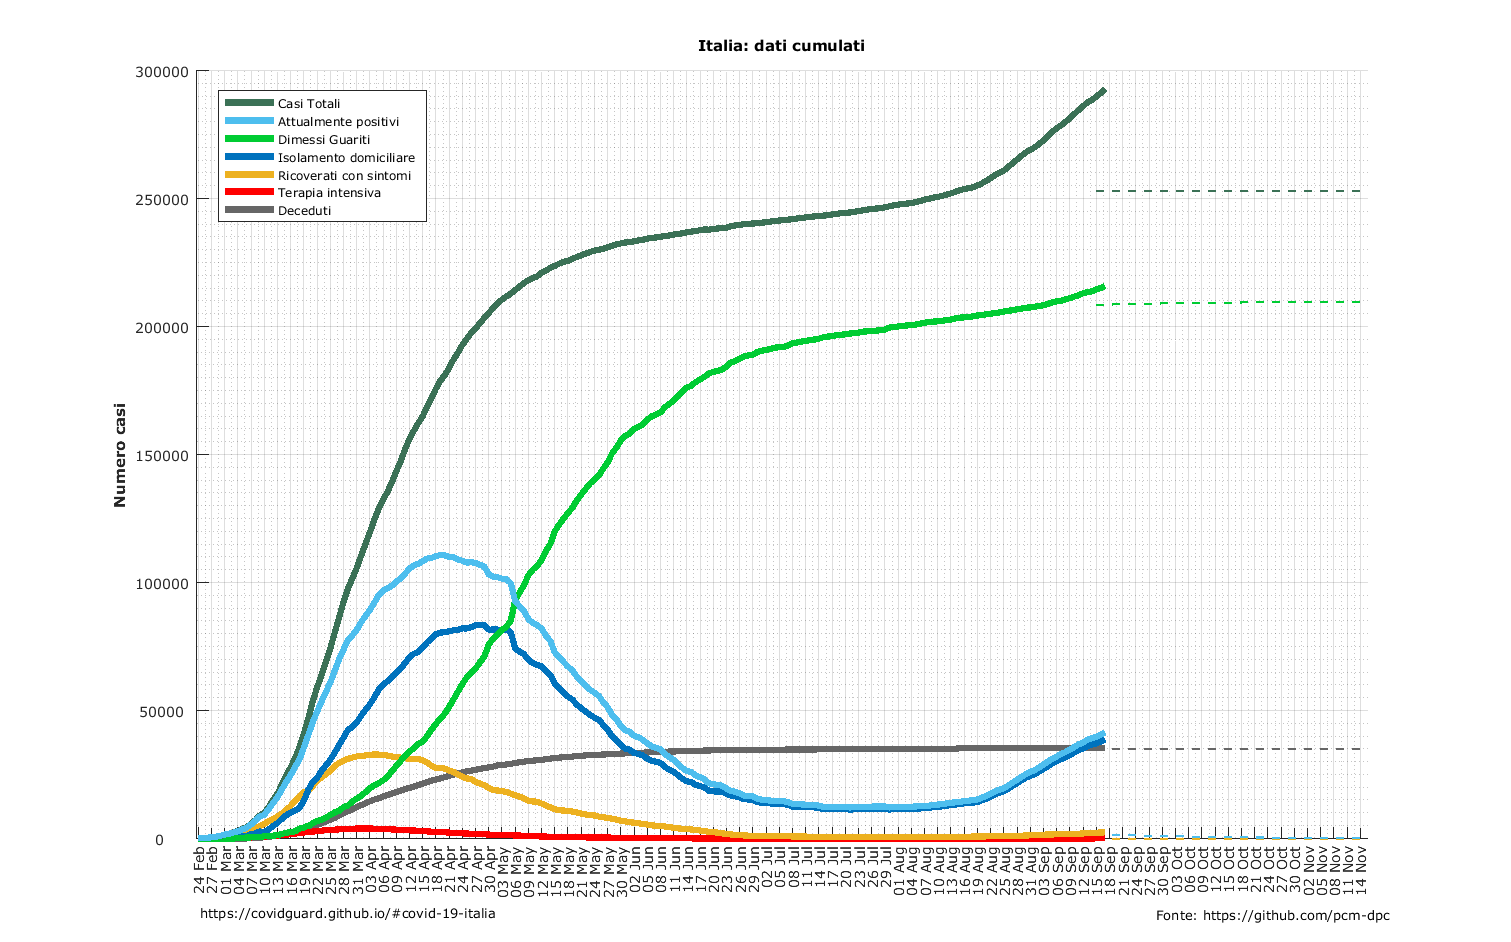 Italia: dati cumulati
300000
250000
200000
150000
100000
50000
0
Numero casi
Casi Totali
Attualmente positivi
Dimessi Guariti
Isolamento domiciliare
Ricoverati con sintomi
Terapia intensiva
Deceduti
24 Feb
27 Feb
01 Mar
04 Mar
07 Mar
10 Mar
13 Mar
16 Mar
19 Mar
22 Mar
25 Mar
28 Mar
31 Mar
03 Apr
06 Apr
09 Apr
12 Apr
15 Apr
18 Apr
21 Apr
24 Apr
27 Apr
30 Apr
03 May
06 May
09 May
12 May
15 May
18 May
21 May
24 May
27 May
30 May
02 Jun
05 Jun
08 Jun
11 Jun
14 Jun
17 Jun
20 Jun
23 Jun
26 Jun
29 Jun
02 Jul
05 Jul
08 Jul
11 Jul
14 Jul
17 Jul
20 Jul
23 Jul
26 Jul
29 Jul
01 Aug
04 Aug
07 Aug
10 Aug
13 Aug
16 Aug
19 Aug
22 Aug
25 Aug
28 Aug
31 Aug
03 Sep
06 Sep
09 Sep
12 Sep
15 Sep
18 Sep
21 Sep
24 Sep
27 Sep
30 Sep
03 Oct
06 Oct
09 Oct
12 Oct
15 Oct
18 Oct
21 Oct
24 Oct
27 Oct
30 Oct
02 Nov
05 Nov
08 Nov
11 Nov
14 Nov
https://covidguard.github.io/#covid-19-italia
Fonte: https://github.com/pcm-dpc